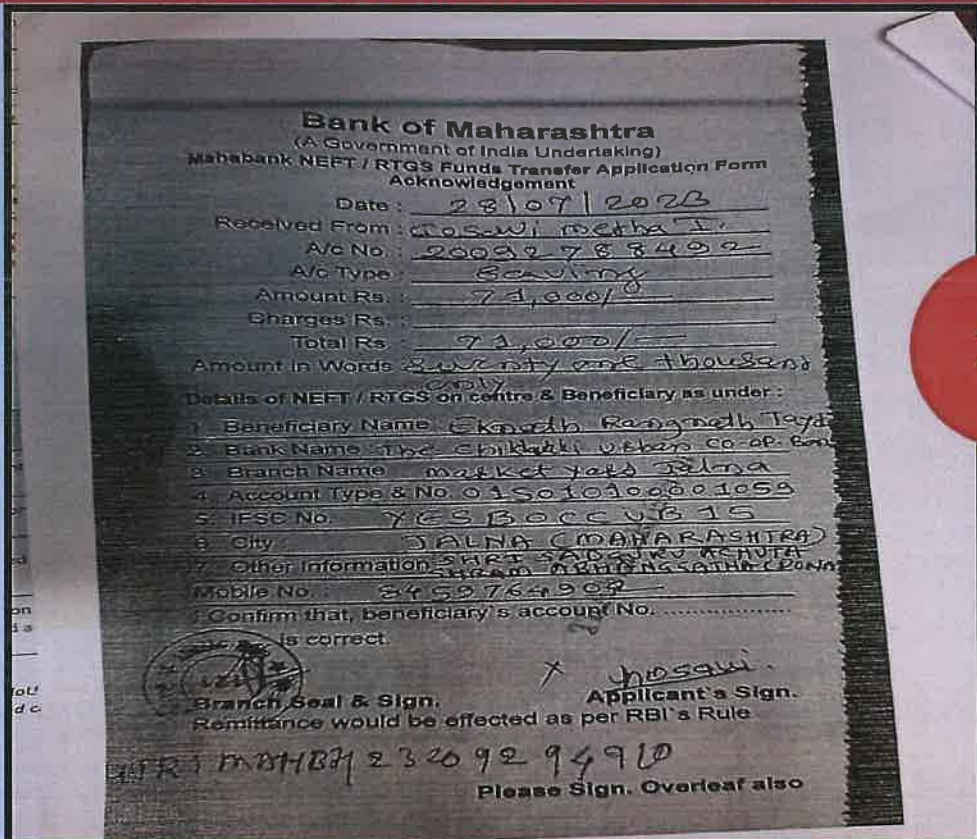 Bank of Maharashtra
(A Government of India Undertaking)
Mahabank NEFT / RTGS Funds Transfer Application Form
Acknowledgement
Date : 28/07/2023
Received From : Gosawi metha I.
A/c No. : 20092788492
A/c Type : Seaving
Amount Rs. : 71,000/
Charges Rs. :
Total Rs : 71,000/-
Amount in Words one thousand
only
Details of NEFT / RTGS on centre & Beneficiary as under :
1. Beneficiary Name : Eknath Rangnath Tayd
2. Bank Name : The Chikhali Urban co op. Ban
3. Branch Name market yard Jalna
4. Account Type & No. 015010100001059
5. IFSC No. YESB0CCUB15
6. City : JALNA (MAHARASHTRA)
7. Other Information SHRI SADGURU ACHUTA
SHRAM
Mobile No. : 8459764902
I Confirm that, beneficiary's account No. ................
is correct.
Branch Seal & Sign.
Applicant's Sign.
Remittance would be effected as per RBI's Rule
Please Sign. Overleaf also